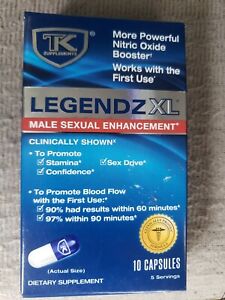 TK
SUPPLEMENTS
More Powerful
Nitric Oxide
Booster†
Works with the
First Use*
LEGENDZ XL
MALE SEXUAL ENHANCEMENT*
CLINICALLY SHOWN
• To Promote
Stamina*
Sex Drive*
Confidence*
• To Promote Blood Flow
with the First Use:*
90% had results within 60 minutes*
97% within 90 minutes*
(Actual Size)
10 CAPSULES
5 Servings
DIETARY SUPPLEMENT